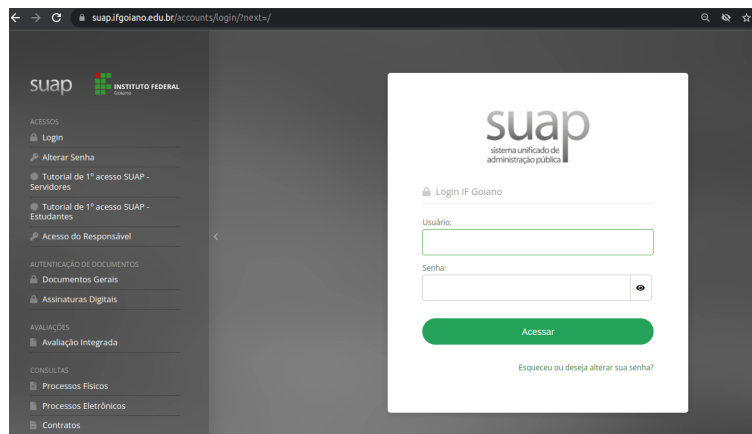 suap.ifgoiano.edu.br/accounts/login/?next=/
suap
INSTITUTO FEDERAL
Goiano
ACESSOS
Login
Alterar Senha
Tutorial de 1º acesso SUAP -
Servidores
Tutorial de 1º acesso SUAP -
Estudantes
Acesso do Responsável
AUTENTICAÇÃO DE DOCUMENTOS
Documentos Gerais
Assinaturas Digitais
AVALIAÇÕES
Avaliação Integrada
CONSULTAS
Processos Físicos
Processos Eletrônicos
Contratos
suap
sistema unificado de
administração pública
Login IF Goiano
Usuário:
Senha:
Acessar
Esqueceu ou deseja alterar sua senha?